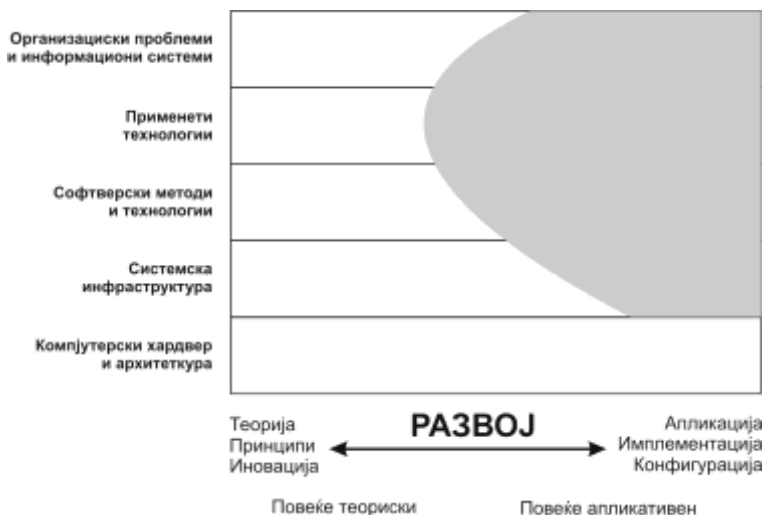 Организациски проблеми
и информациони системи
Применети
технологии
Софтверски методи
и технологии
Системска
инфраструктура
Компјутерски хардвер
и архитеткура
Теорија
Принципи
Иновација
РАЗВОЈ
Апликација
Имплементација
Конфигурација
Повеќе теориски
Повеќе апликативен